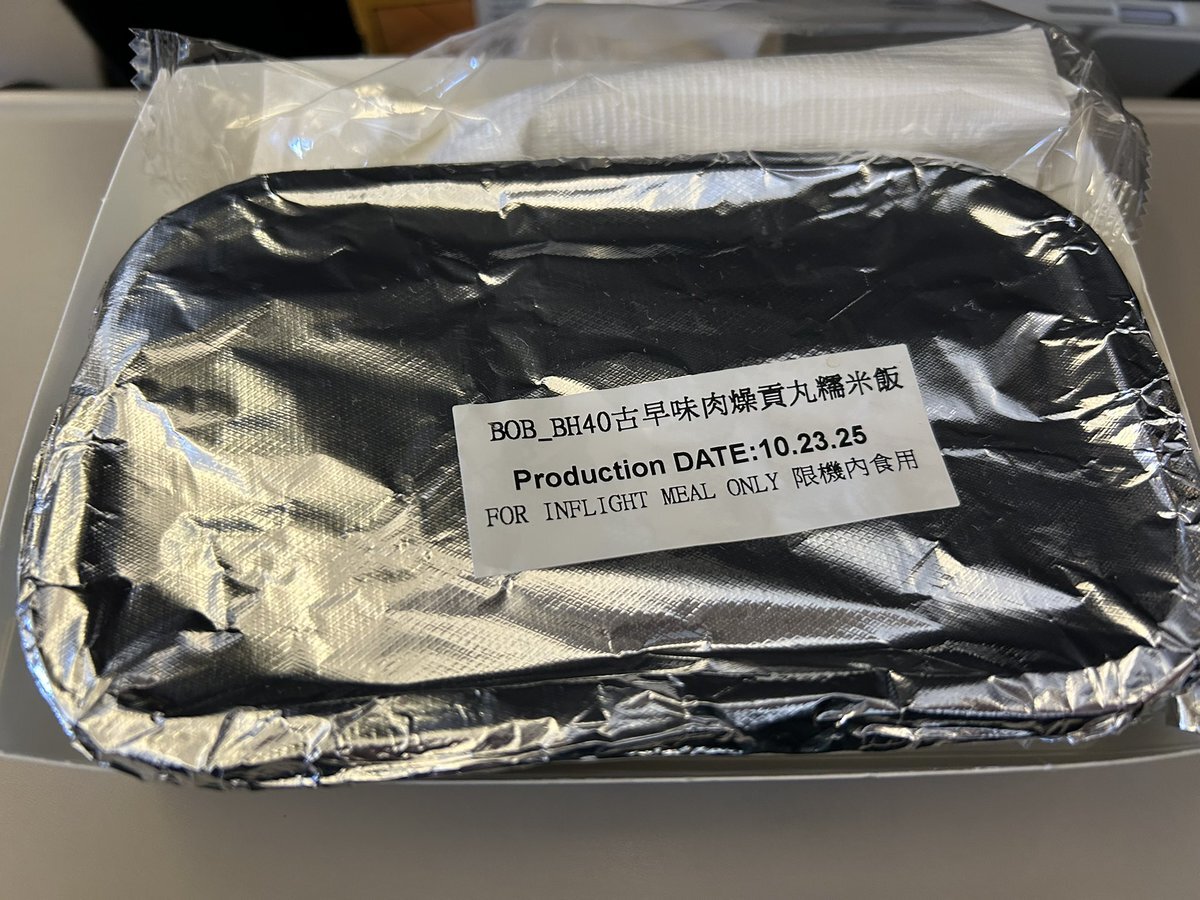 BOB_BH40古早味肉燥貢丸糯米飯
Production DATE:10.23.25
FOR INFLIGHT MEAL ONLY 限機內食用